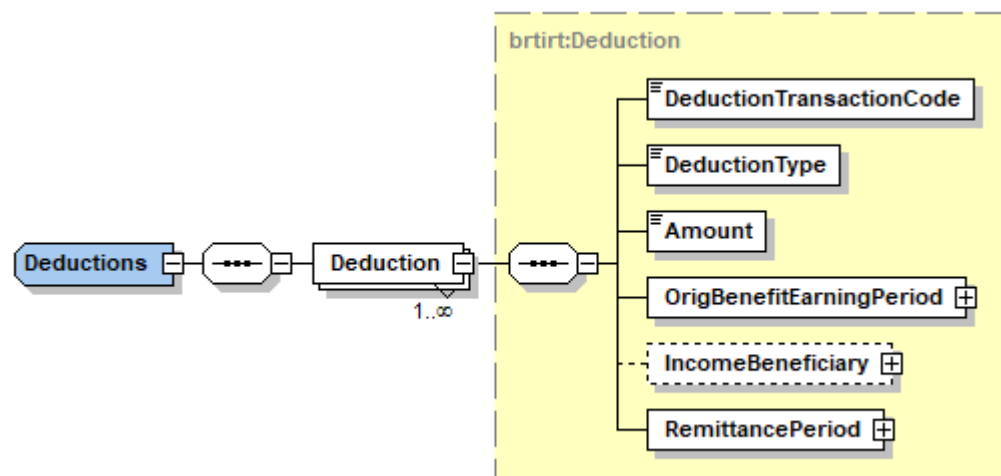 brtirt:Deduction
DeductionTransactionCode
DeductionType
Amount
Deductions
Deduction
1..∞
OrigBenefitEarningPeriod
IncomeBeneficiary
RemittancePeriod